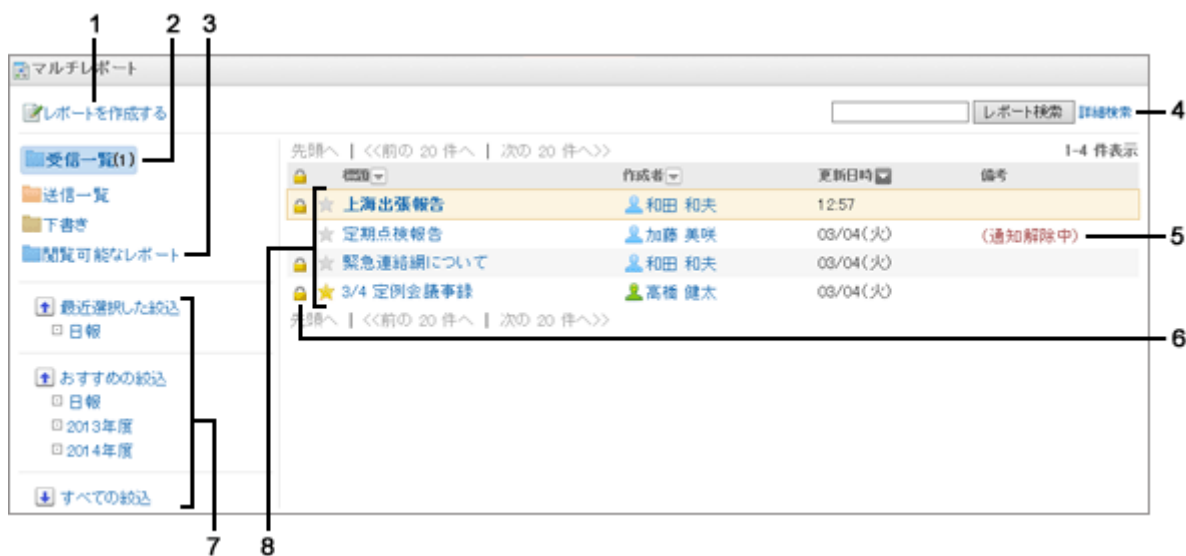 1 2 3
マルチレポート
レポートを作成する
レポート検索 詳細検索 4
受信一覧(1)
送信一覧
下書き
閲覧可能なレポート
先頭へ | <<前の 20 件へ | 次の 20 件へ>> 1-4 件表示
標題 作成者 更新日時 備考
上海出張報告 和田 和夫 12:57
定期点検報告 加藤 美咲 03/04(火) (通知解除中) 5
緊急連絡網について 和田 和夫 03/04(火)
3/4 定例会議事録 高橋 健太 03/04(火)
先頭へ | <<前の 20 件へ | 次の 20 件へ>>
6
最近選択した絞込
日報
おすすめの絞込
日報
2013年度
2014年度
すべての絞込
7 8